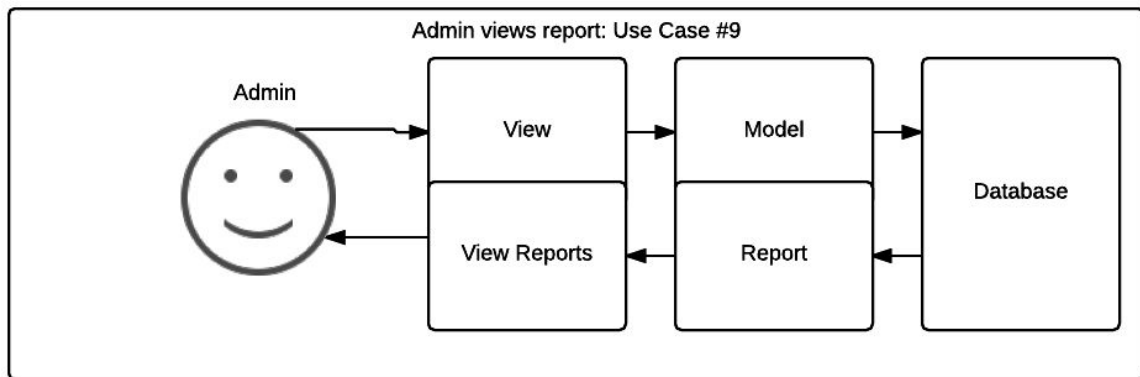 Admin views report: Use Case #9
Admin
View
Model
Database
View Reports
Report